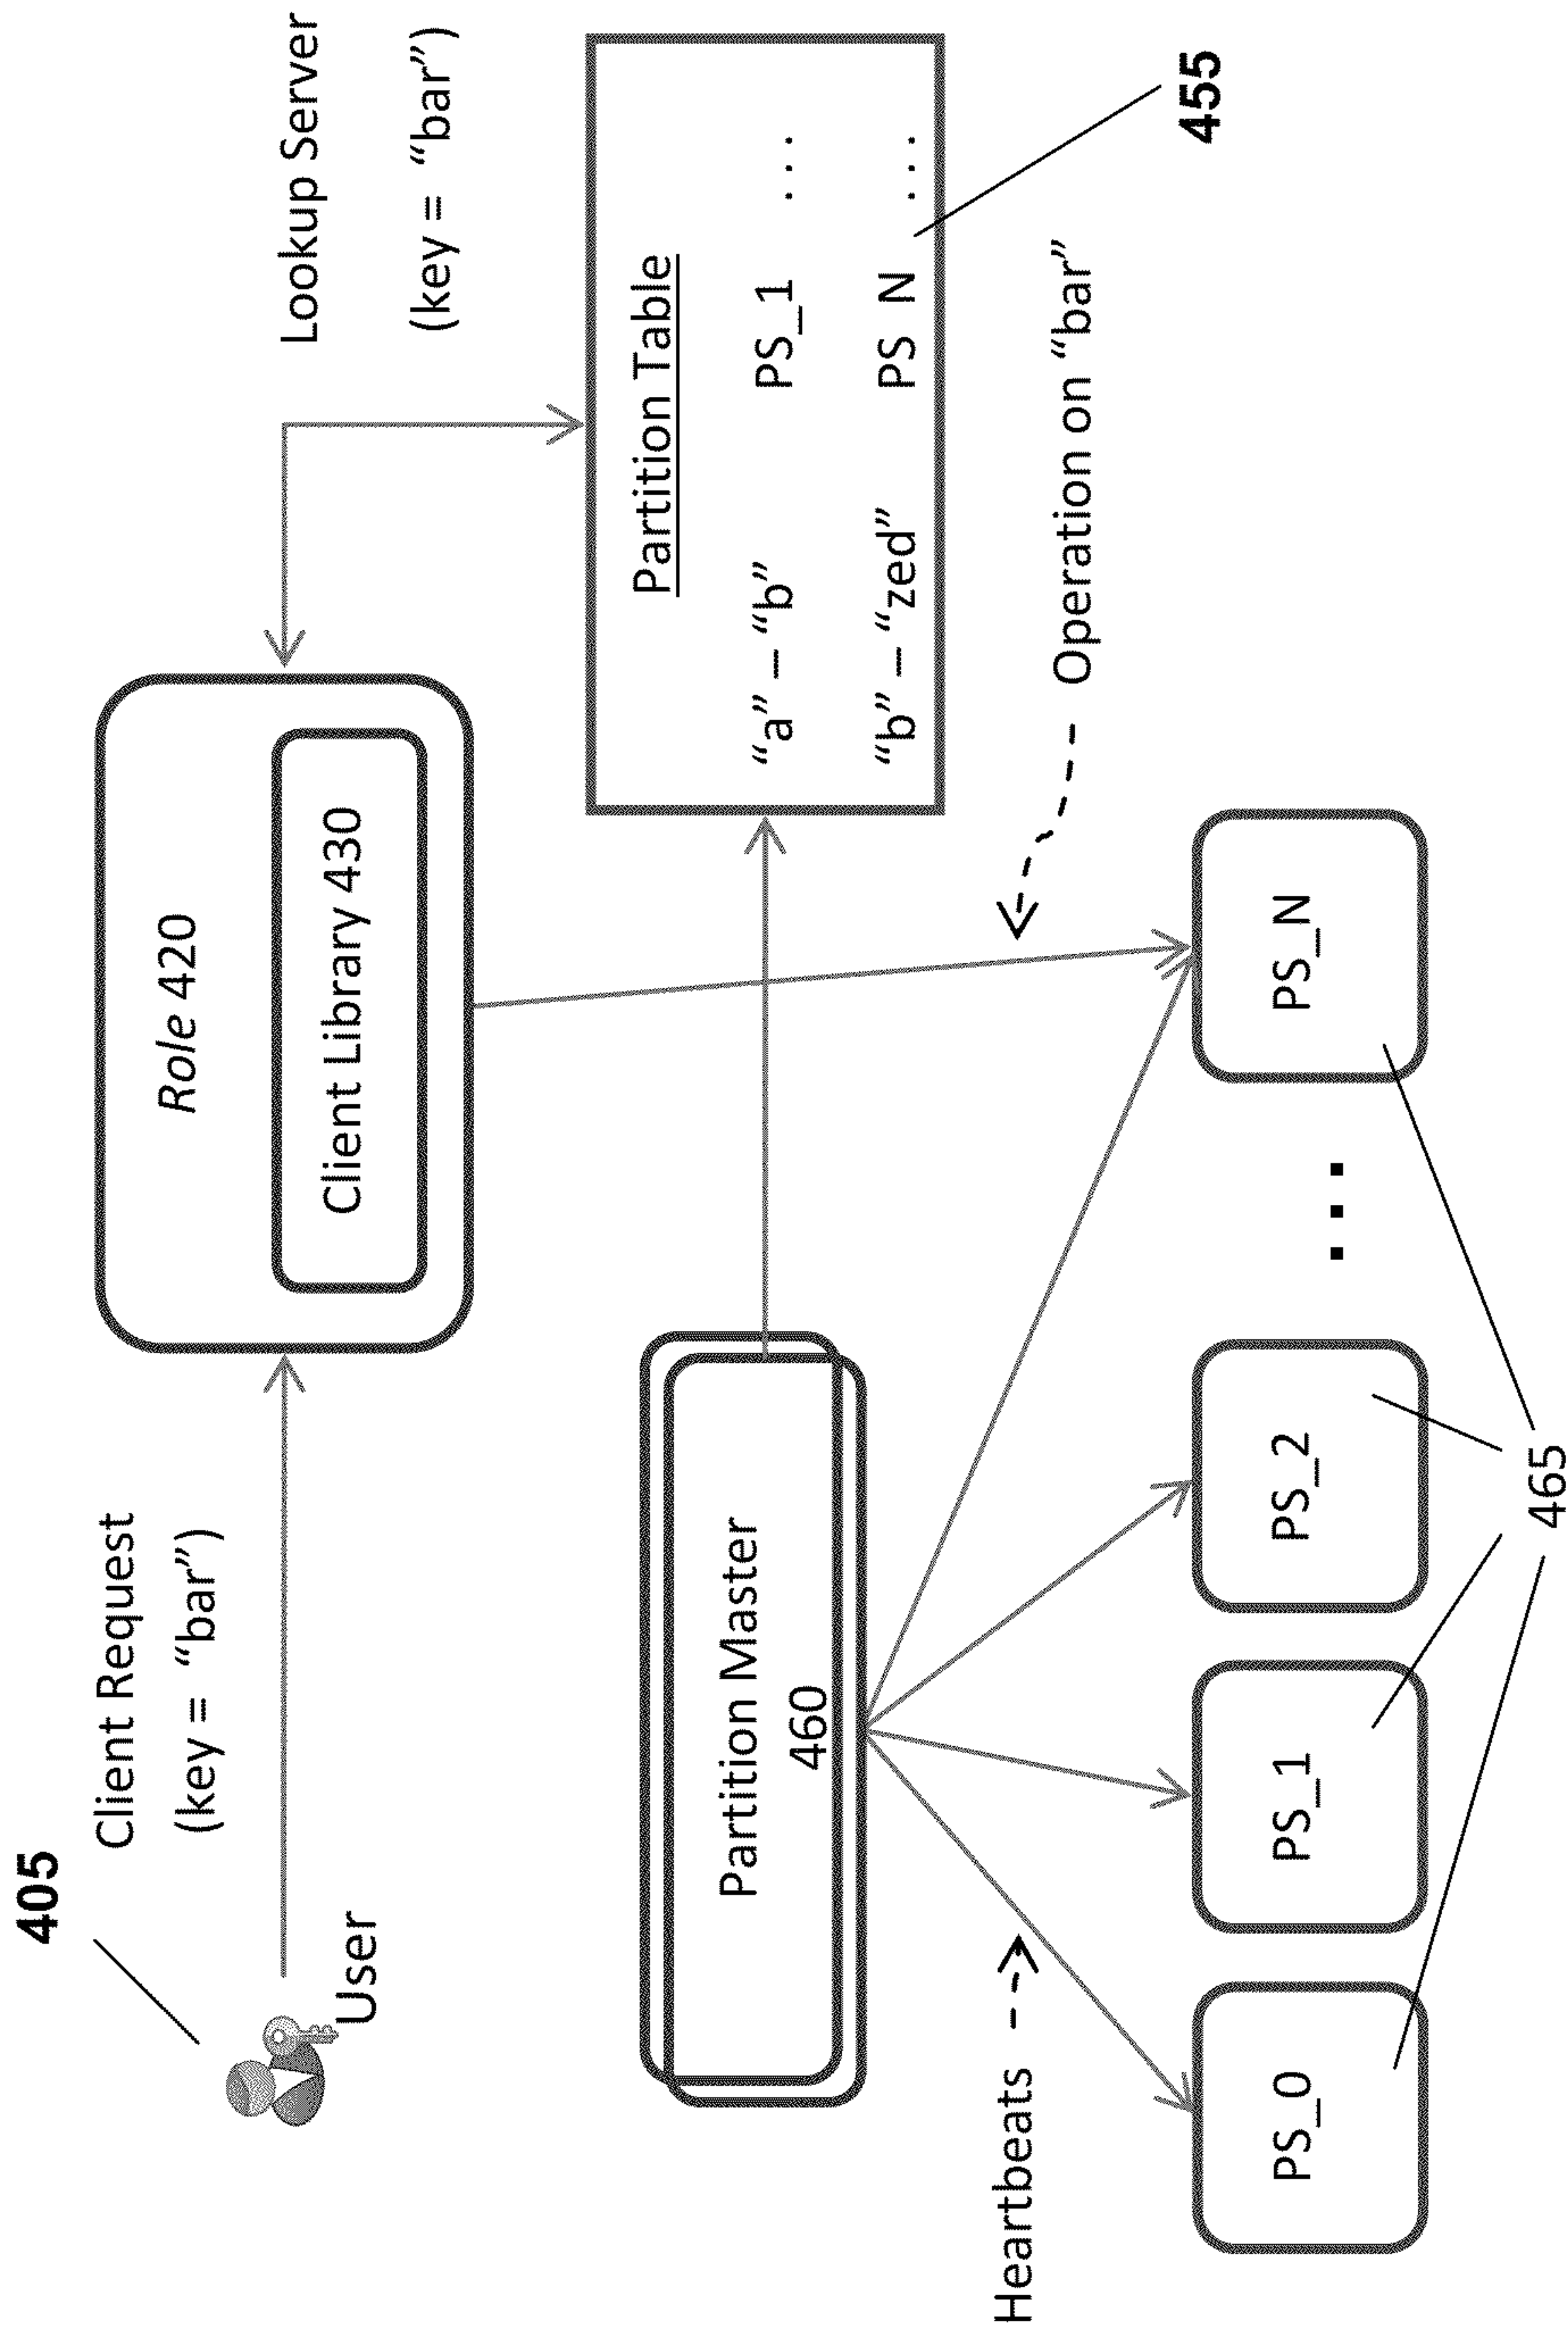 405
Client Request
(key = “bar”)
User
Role 420
Client Library 430
Lookup Server
(key = “bar”)
Partition Table
“a” – “b” PS_1 ...
“b” – “zed” PS N ...
455
Partition Master
460
Operation on “bar”
Heartbeats
PS_0
PS_1
PS_2
...
PS_N
465